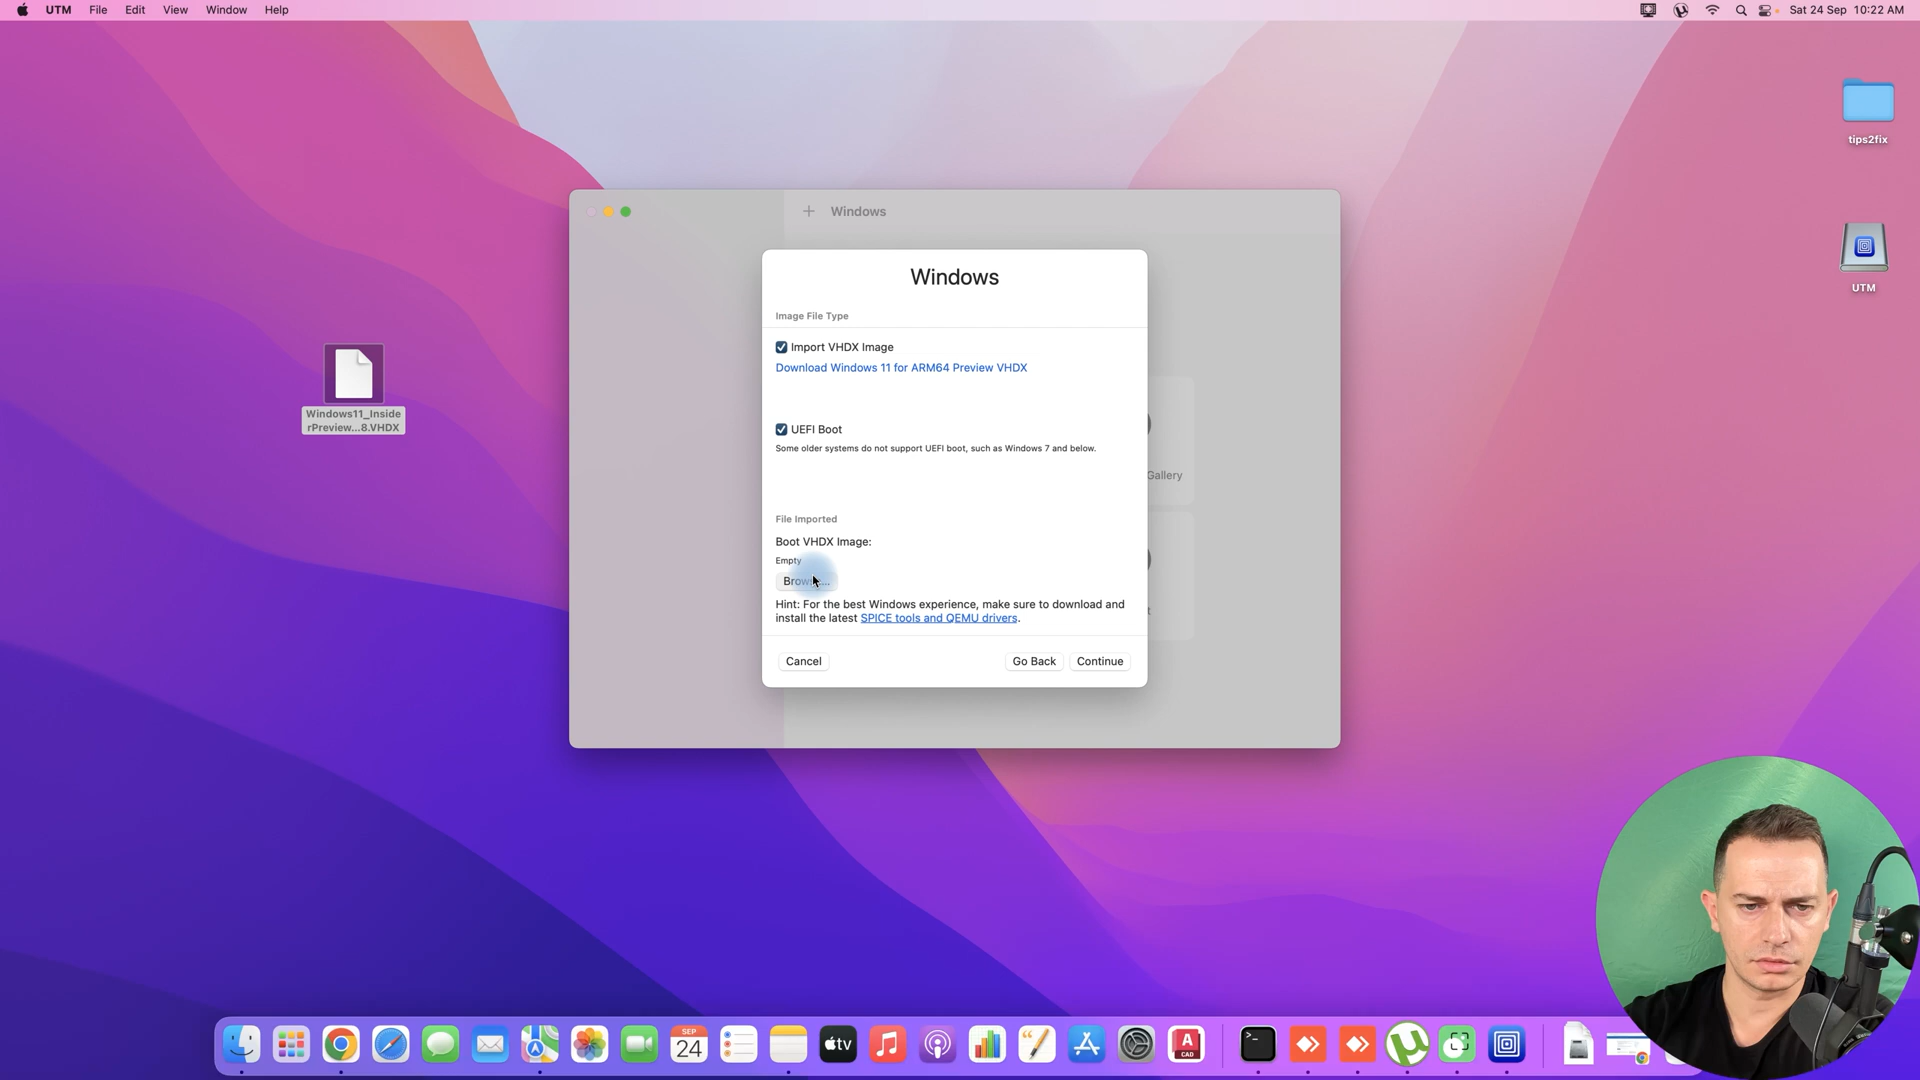 UTM File Edit View Window Help
Sat 24 Sep 10:22 AM
tips2fix
UTM
Windows11_Inside
rPreview...8.VHDX
Windows
Windows
Image File Type
Import VHDX Image
Download Windows 11 for ARM64 Preview VHDX
UEFI Boot
Some older systems do not support UEFI boot, such as Windows 7 and below.
Gallery
File Imported
Boot VHDX Image:
Empty
Browse...
Hint: For the best Windows experience, make sure to download and
install the latest SPICE tools and QEMU drivers.
Cancel
Go Back
Continue
SEP
24
tv
A
CAD